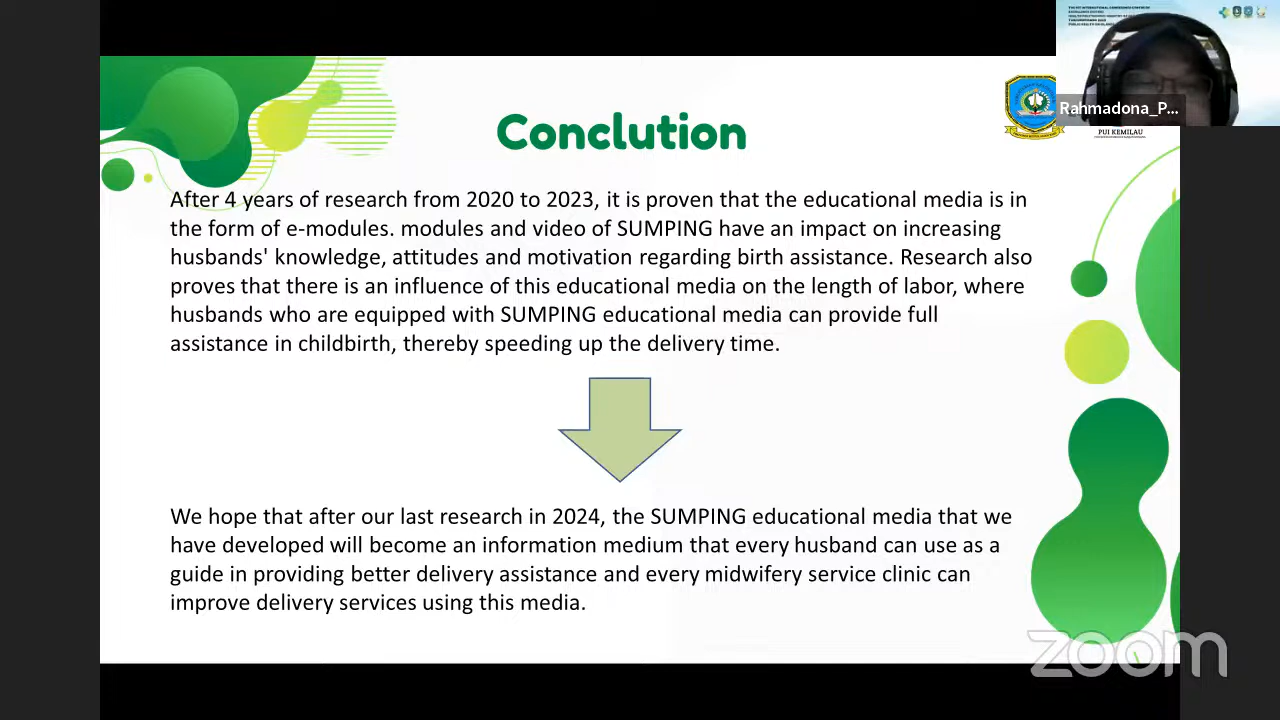 Conclution
Rahmadona_P...
PUI KEMILAU
After 4 years of research from 2020 to 2023, it is proven that the educational media is in
the form of e-modules. modules and video of SUMPING have an impact on increasing
husbands' knowledge, attitudes and motivation regarding birth assistance. Research also
proves that there is an influence of this educational media on the length of labor, where
husbands who are equipped with SUMPING educational media can provide full
assistance in childbirth, thereby speeding up the delivery time.
We hope that after our last research in 2024, the SUMPING educational media that we
have developed will become an information medium that every husband can use as a
guide in providing better delivery assistance and every midwifery service clinic can
improve delivery services using this media.
zoom